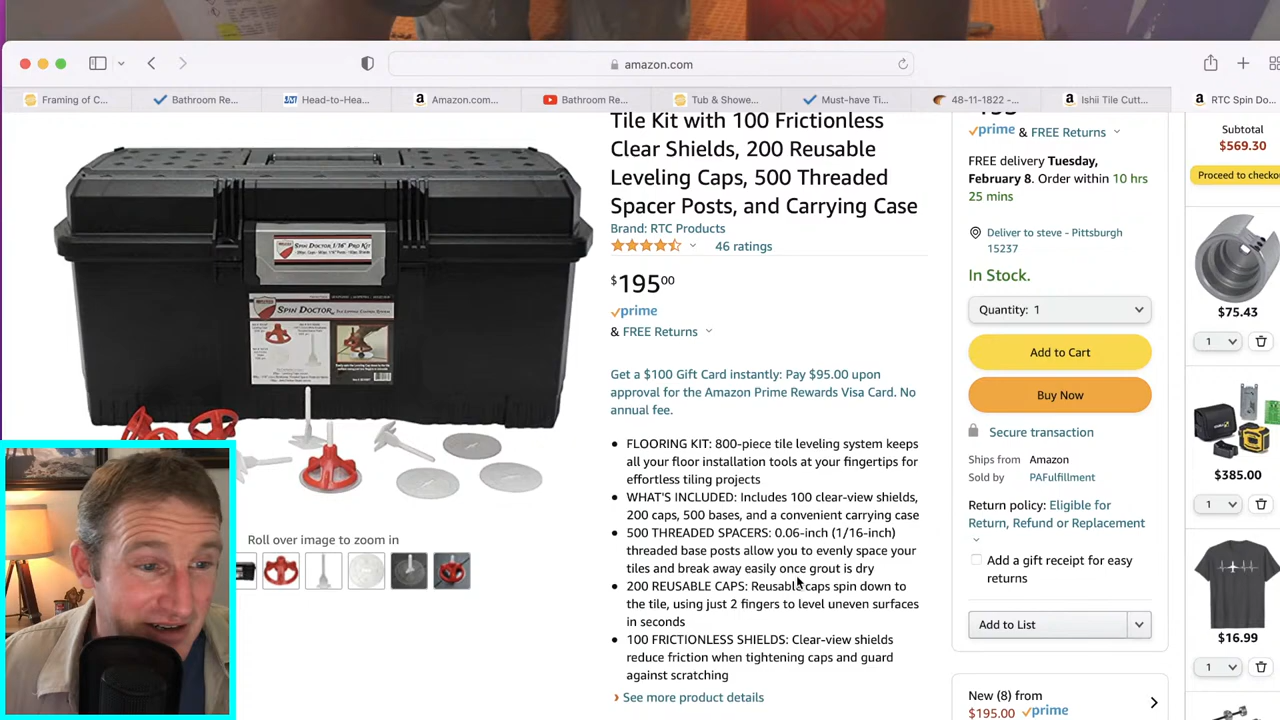 amazon.com
Framing of C...
Bathroom Re...
Head-to-Hea...
Amazon.com...
Bathroom Re...
Tub & Showe...
Must-have Ti...
48-11-1822 -...
Ishii Tile Cutt...
RTC Spin Do...
Tile Kit with 100 Frictionless
Clear Shields, 200 Reusable
Leveling Caps, 500 Threaded
Spacer Posts, and Carrying Case
Brand: RTC Products
46 ratings
$19500
prime
& FREE Returns
Get a $100 Gift Card instantly: Pay $95.00 upon
approval for the Amazon Prime Rewards Visa Card. No
annual fee.
• FLOORING KIT: 800-piece tile leveling system keeps
all your floor installation tools at your fingertips for
effortless tiling projects
• WHAT'S INCLUDED: Includes 100 clear-view shields,
200 caps, 500 bases, and a convenient carrying case
• 500 THREADED SPACERS: 0.06-inch (1/16-inch)
threaded base posts allow you to evenly space your
tiles and break away easily once grout is dry
• 200 REUSABLE CAPS: Reusable caps spin down to
the tile, using just 2 fingers to level uneven surfaces
in seconds
• 100 FRICTIONLESS SHIELDS: Clear-view shields
reduce friction when tightening caps and guard
against scratching
› See more product details
SPIN DOCTOR 1/16" PRO KIT
SPIN DOCTOR
Roll over image to zoom in
prime & FREE Returns
FREE delivery Tuesday,
February 8. Order within 10 hrs
25 mins
Deliver to steve - Pittsburgh
15237
In Stock.
Quantity: 1
Add to Cart
Buy Now
Secure transaction
Ships from Amazon
Sold by PAFulfillment
Return policy: Eligible for
Return, Refund or Replacement
Add a gift receipt for easy
returns
Add to List
New (8) from
$195.00 prime
Subtotal
$569.30
Proceed to checko
$75.43
1
$385.00
1
$16.99
1